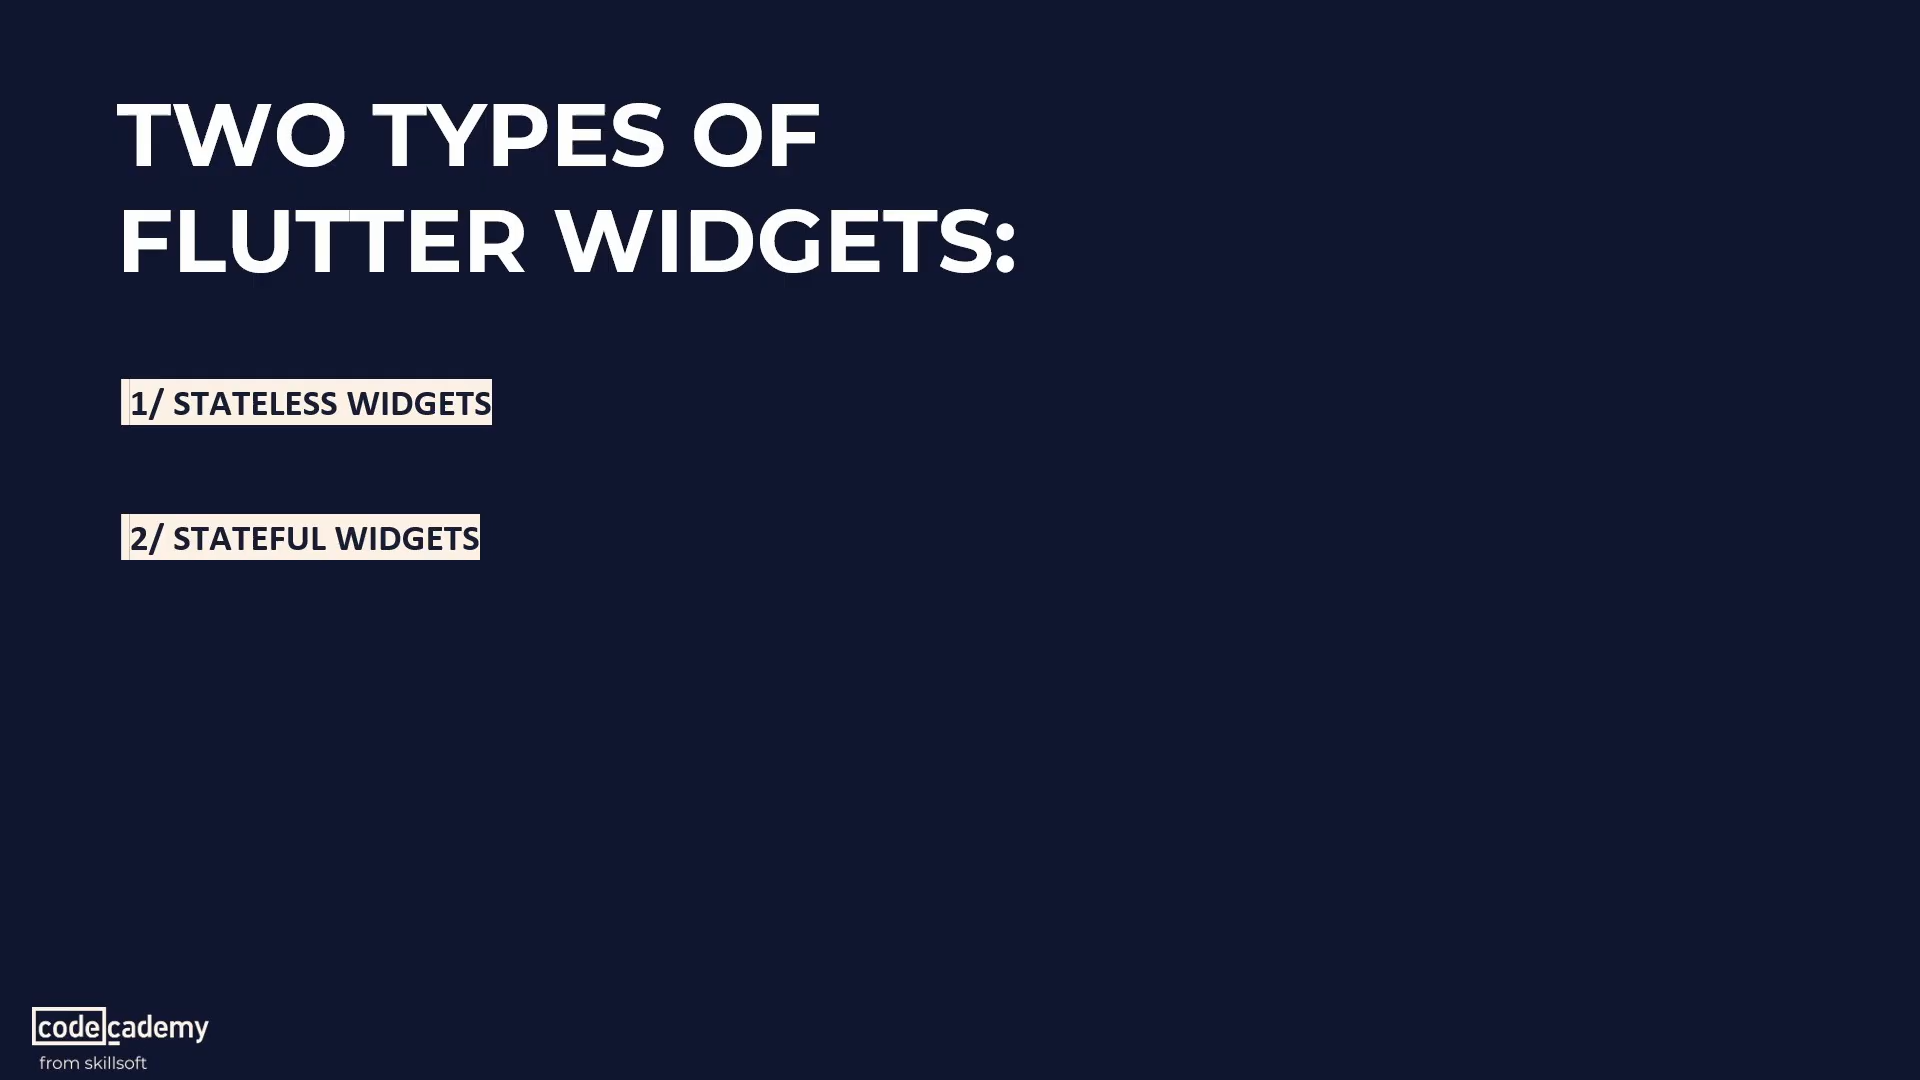 TWO TYPES OF
FLUTTER WIDGETS:
1/ STATELESS WIDGETS
2/ STATEFUL WIDGETS
codecademy
from skillsoft